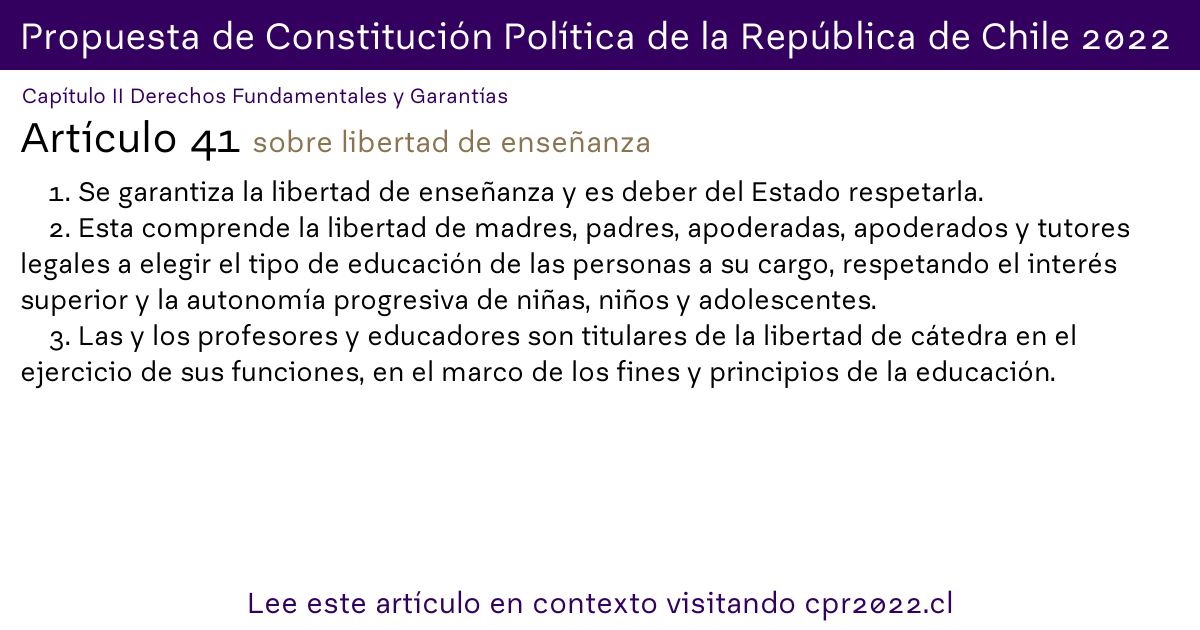 Propuesta de Constitución Política de la República de Chile 2022
Capítulo II Derechos Fundamentales y Garantías
Artículo 41 sobre libertad de enseñanza
1. Se garantiza la libertad de enseñanza y es deber del Estado respetarla.
2. Esta comprende la libertad de madres, padres, apoderadas, apoderados y tutores
legales a elegir el tipo de educación de las personas a su cargo, respetando el interés
superior y la autonomía progresiva de niñas, niños y adolescentes.
3. Las y los profesores y educadores son titulares de la libertad de cátedra en el
ejercicio de sus funciones, en el marco de los fines y principios de la educación.
Lee este artículo en contexto visitando cpr2022.cl